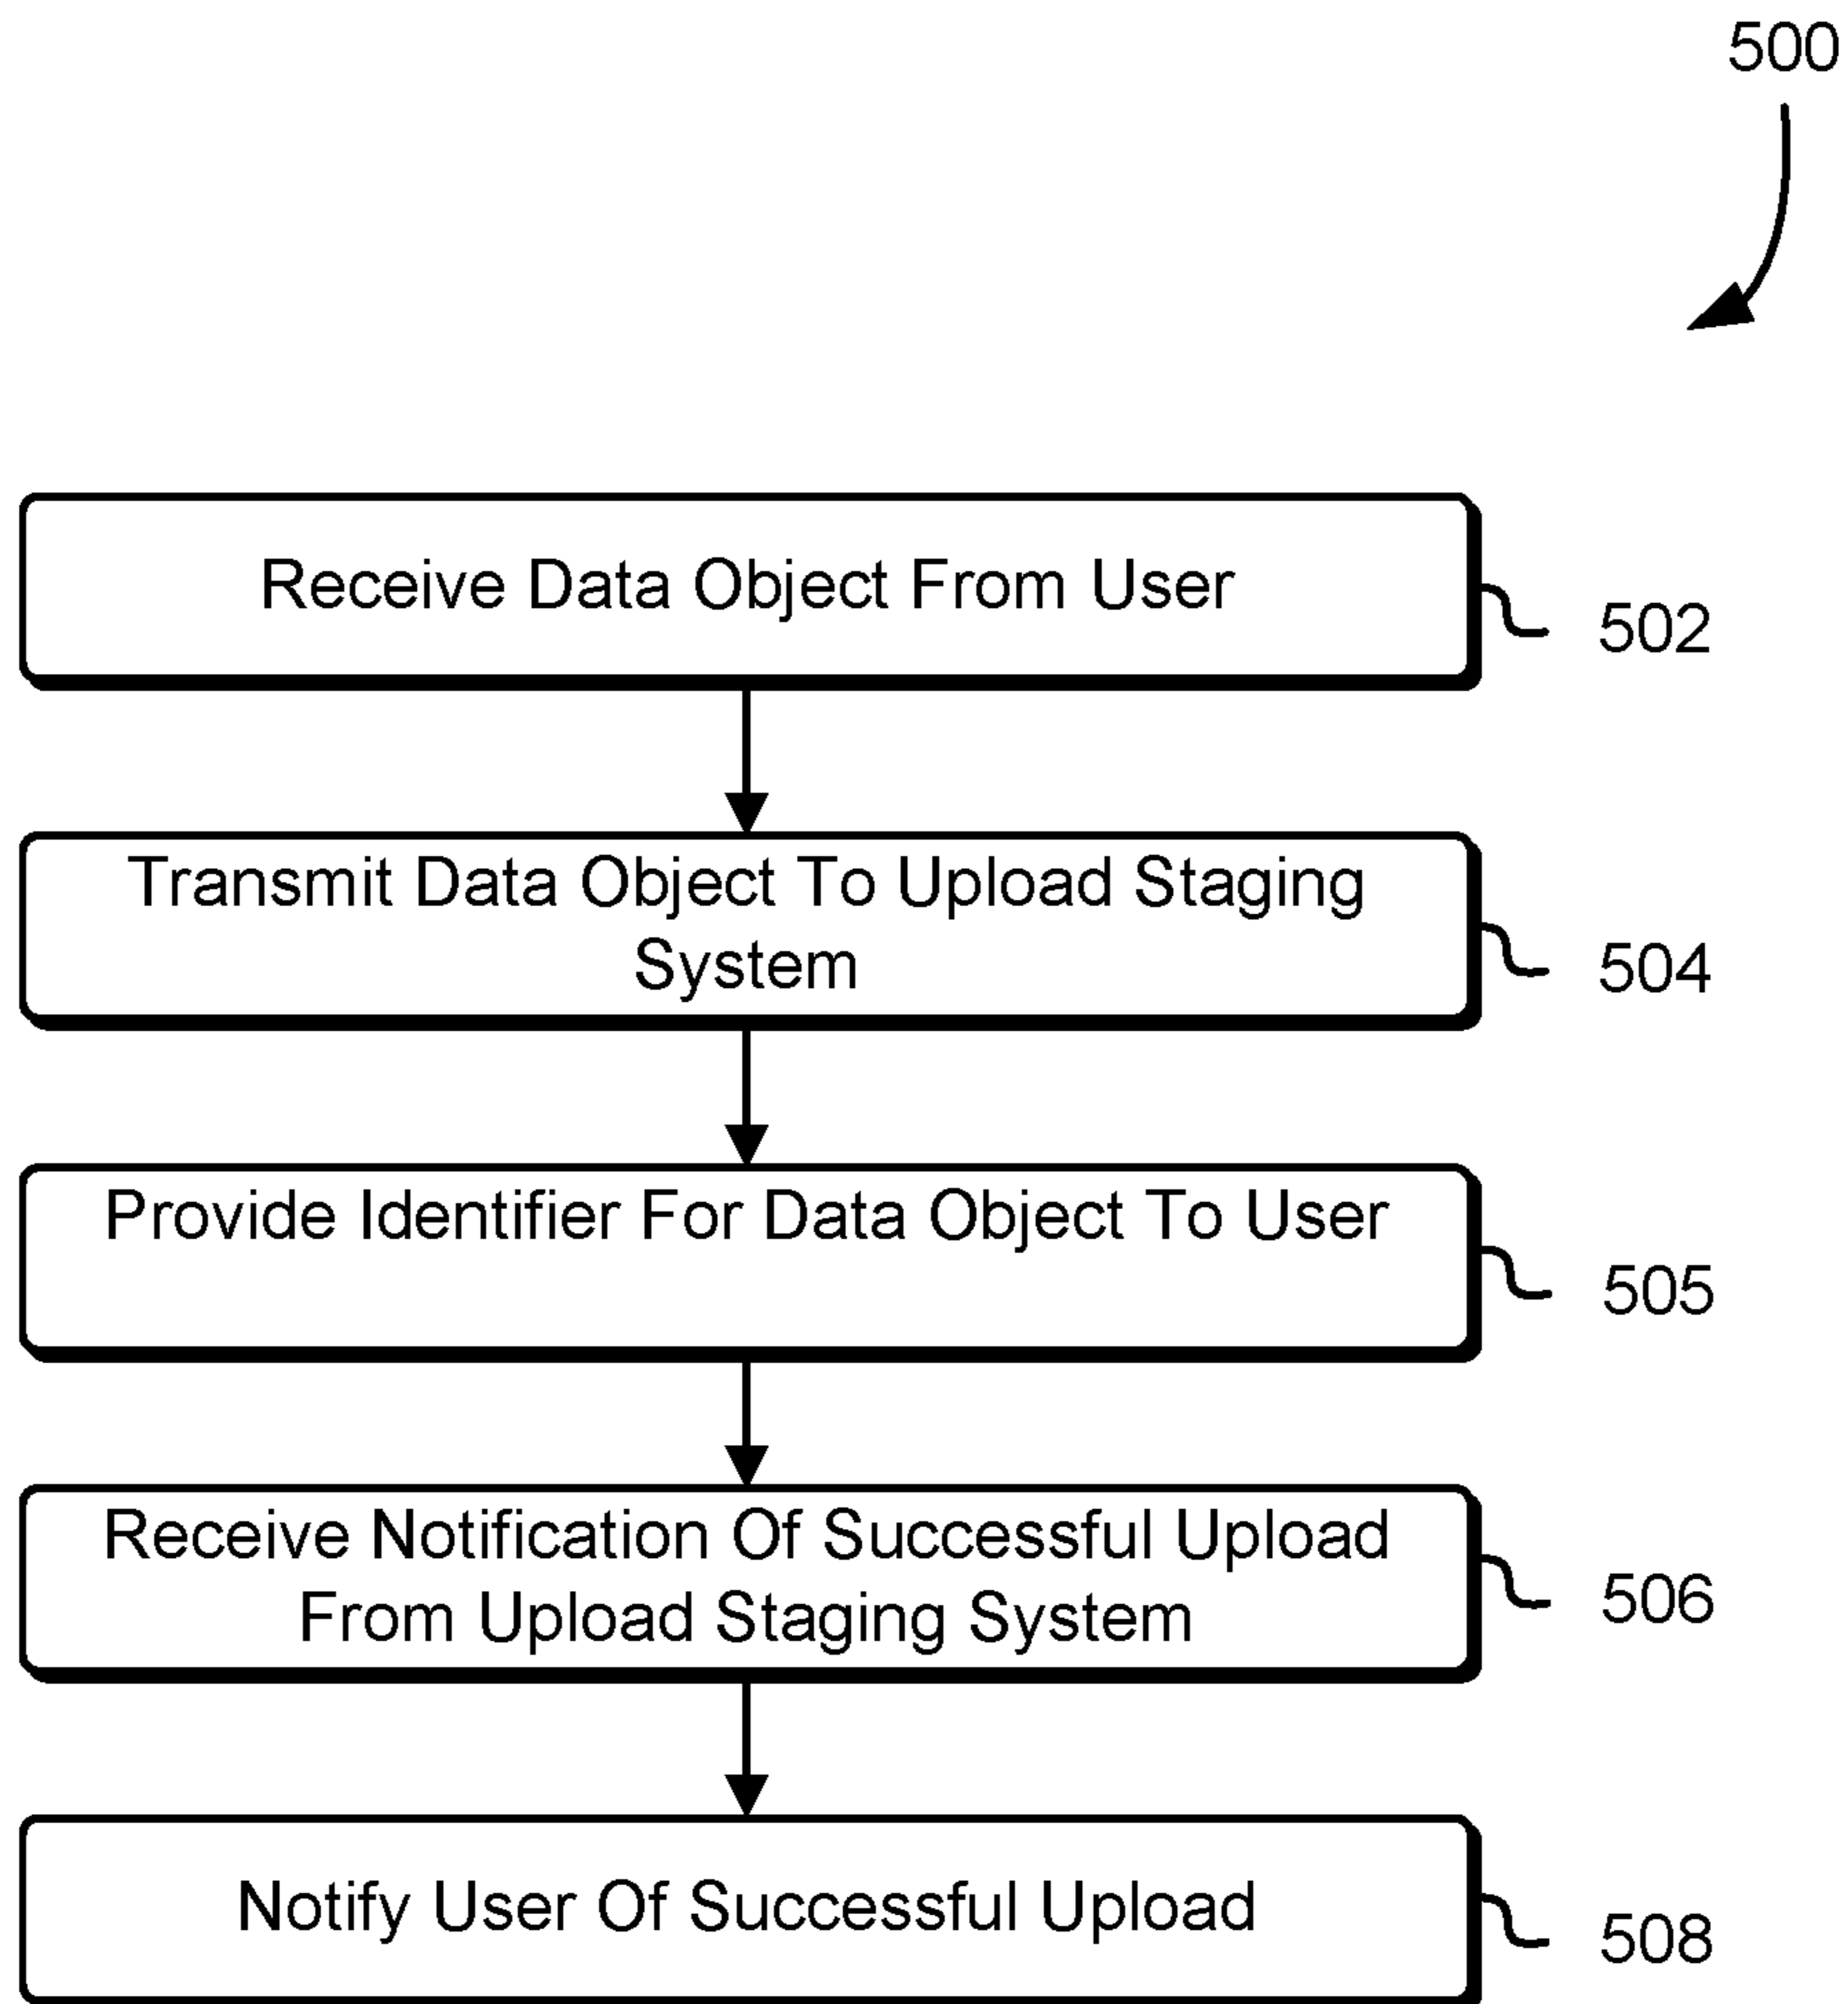 500
Receive Data Object From User
502
Transmit Data Object To Upload Staging
System
504
Provide Identifier For Data Object To User
505
Receive Notification Of Successful Upload
From Upload Staging System
506
Notify User Of Successful Upload
508